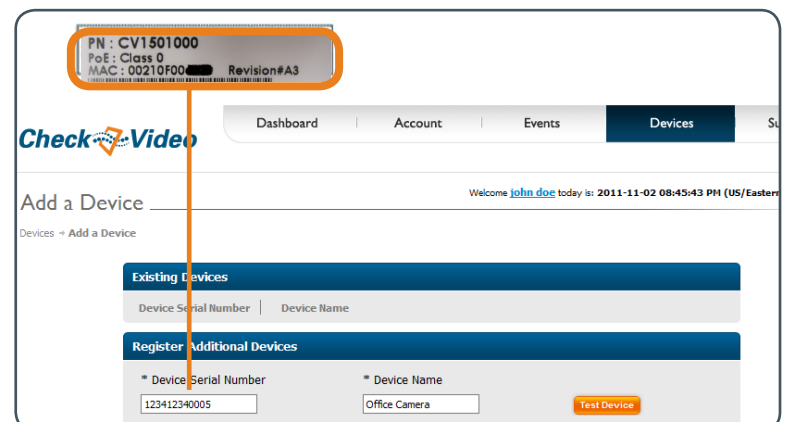 PN : CV1501000
PoE : Class 0
MAC : 00210F00 Revision#A3
Check Video
Dashboard Account Events Devices Su
Add a Device
Welcome john doe today is: 2011-11-02 08:45:43 PM (US/Eastern
Devices → Add a Device
Existing Devices
Device Serial Number Device Name
Register Additional Devices
* Device Serial Number * Device Name
123412340005 Office Camera Test Device